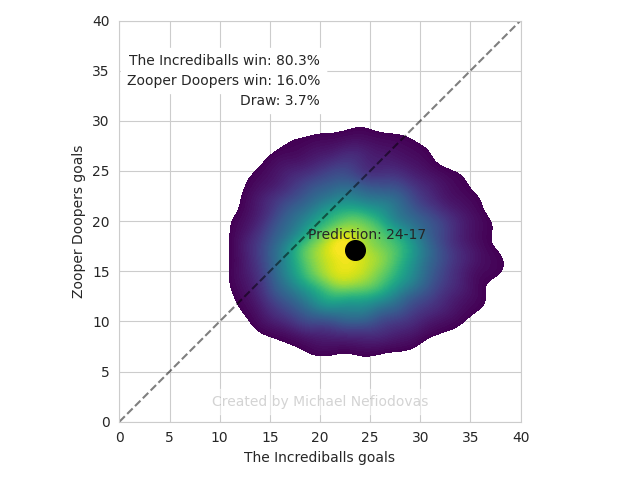 The Incrediballs win: 80.3%
Zooper Doopers win: 16.0%
Draw: 3.7%
Prediction: 24-17
Created by Michael Nefiodovas
Zooper Doopers goals
40
35
30
25
20
15
10
5
0
0 5 10 15 20 25 30 35 40
The Incrediballs goals